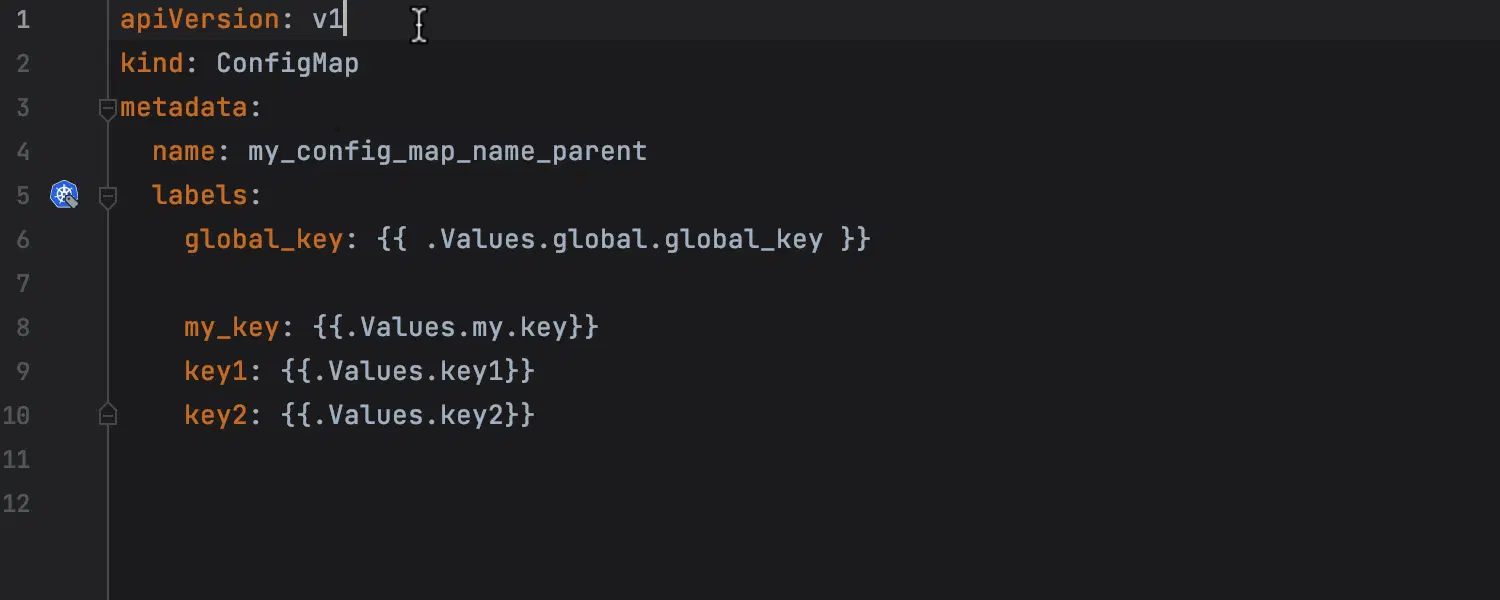 1 apiVersion: v1
2 kind: ConfigMap
3 metadata:
4   name: my_config_map_name_parent
5   labels:
6     global_key: {{ .Values.global.global_key }}
7
8     my_key: {{.Values.my.key}}
9     key1: {{.Values.key1}}
10     key2: {{.Values.key2}}
11
12